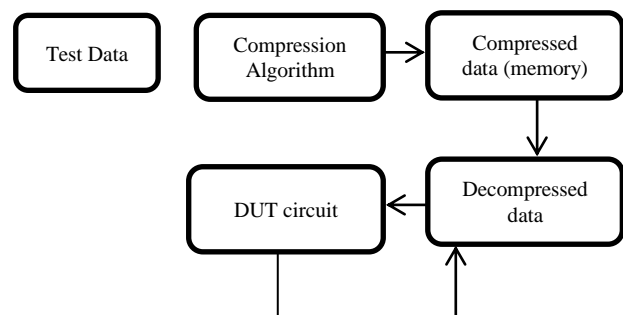 Test Data
Compression
Algorithm
Compressed
data (memory)
DUT circuit
Decompressed
data